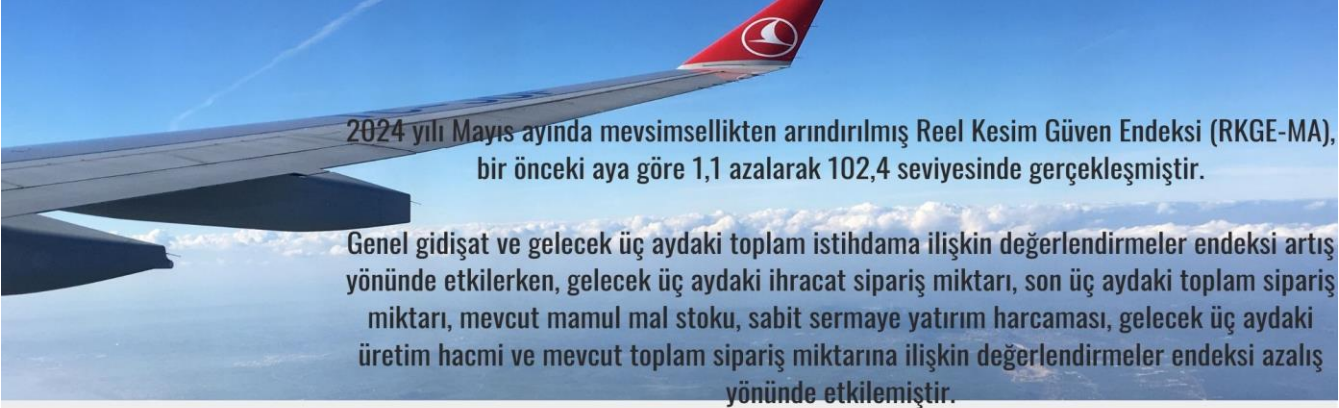 2024 yılı Mayıs ayında mevsimsellikten arındırılmış Reel Kesim Güven Endeksi (RKGE-MA),
bir önceki aya göre 1,1 azalarak 102,4 seviyesinde gerçekleşmiştir.
Genel gidişat ve gelecek üç aydaki toplam istihdama ilişkin değerlendirmeler endeksi artış
yönünde etkilerken, gelecek üç aydaki ihracat sipariş miktarı, son üç aydaki toplam sipariş
miktarı, mevcut mamul mal stoku, sabit sermaye yatırım harcaması, gelecek üç aydaki
üretim hacmi ve mevcut toplam sipariş miktarına ilişkin değerlendirmeler endeksi azalış
yönünde etkilemiştir.